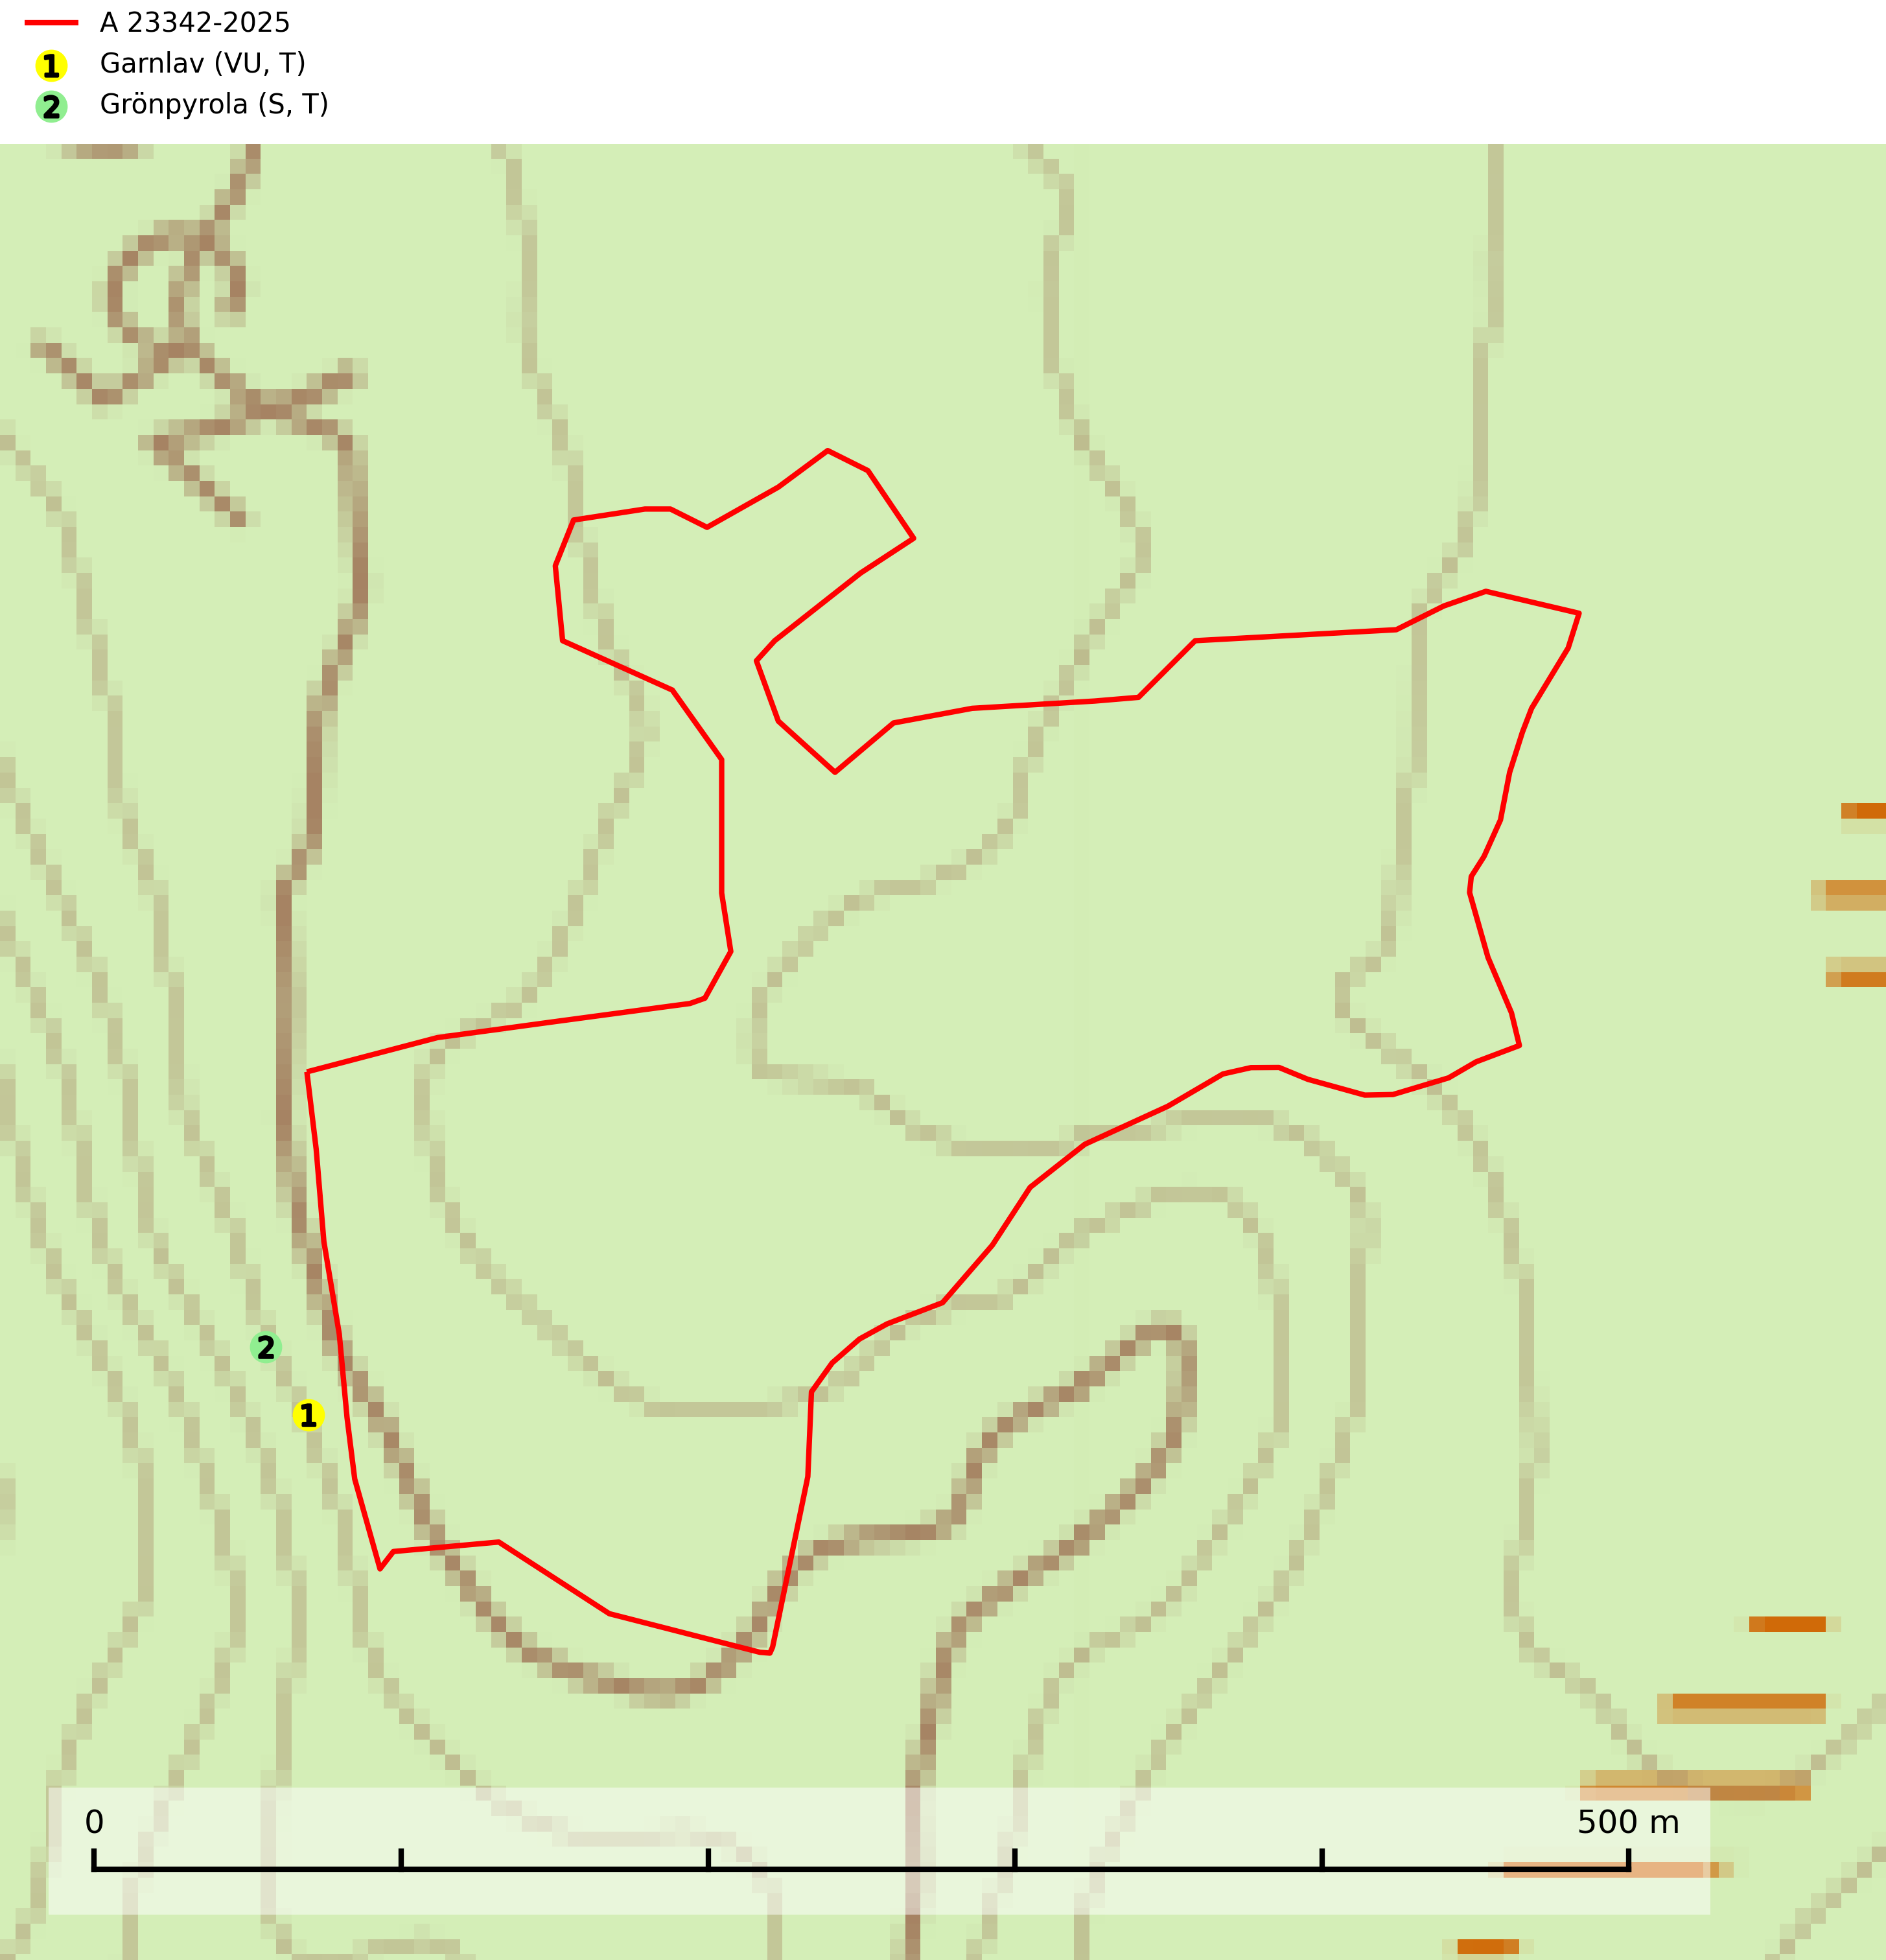 A 23342-2025
1 Garnlav (VU, T)
2 Grönpyrola (S, T)
2
1
0 500 m